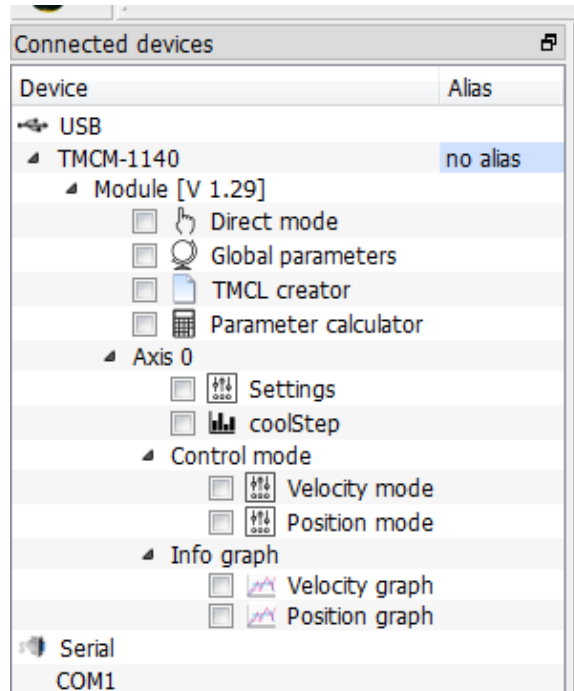 Connected devices
Device Alias
USB
TMCM-1140 no alias
Module [V 1.29]
Direct mode
Global parameters
TMCL creator
Parameter calculator
Axis 0
Settings
coolStep
Control mode
Velocity mode
Position mode
Info graph
Velocity graph
Position graph
Serial
COM1